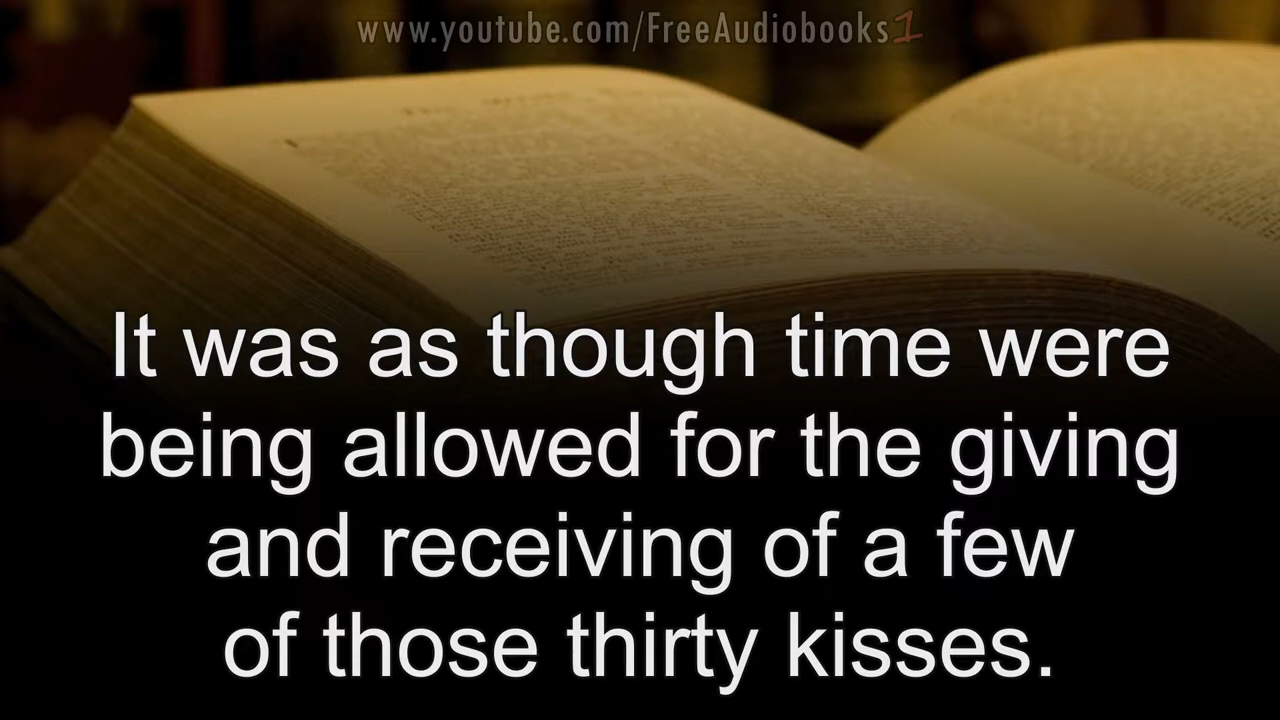 www.youtube.com/FreeAudiobooks1
It was as though time were
being allowed for the giving
and receiving of a few
of those thirty kisses.